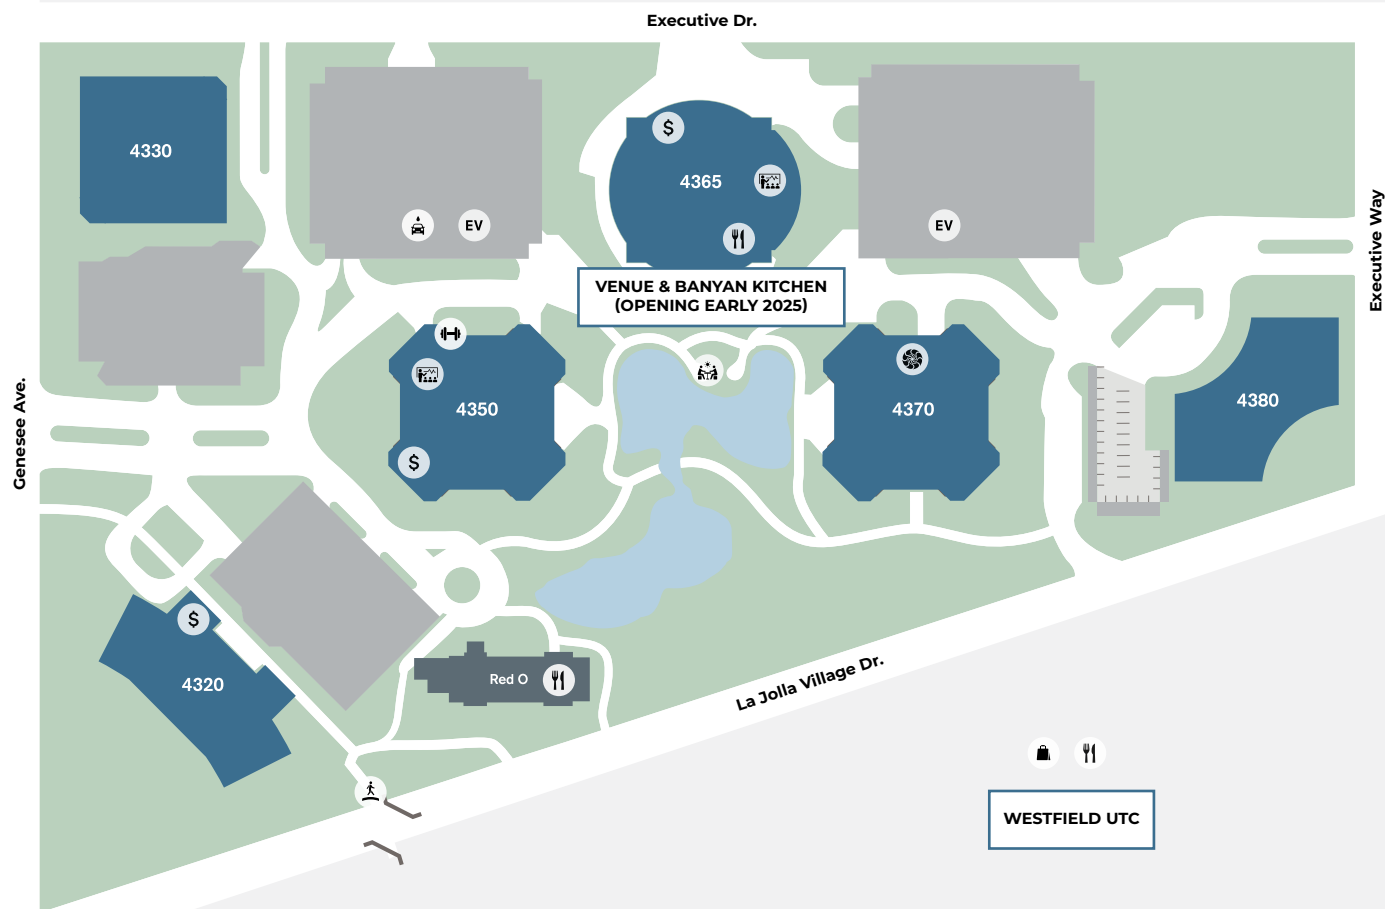 Executive Dr.
4330
$
4365
EV
EV
Executive Way
VENUE & BANYAN KITCHEN
(OPENING EARLY 2025)
4350
4370
4380
$
Genesee Ave.
$
4320
Red O
La Jolla Village Dr.
WESTFIELD UTC